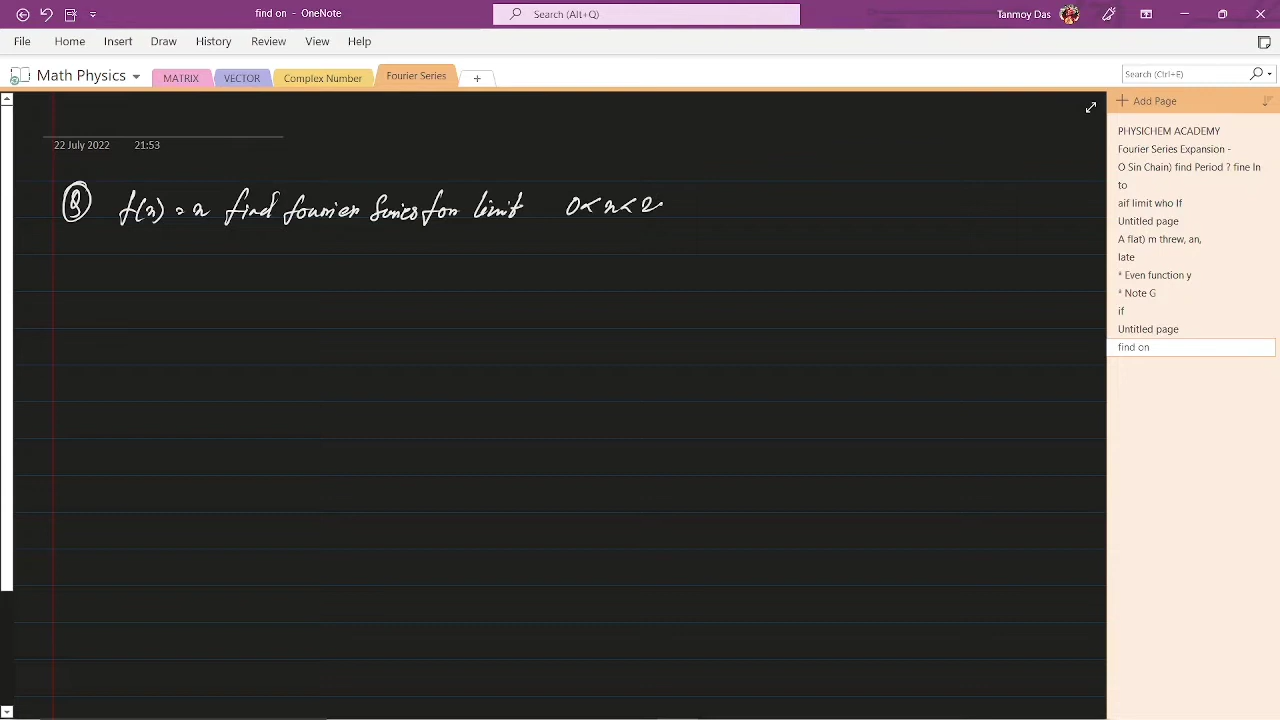 find on - OneNote
Search (Alt+Q)
Tanmoy Das
File Home Insert Draw History Review View Help
Math Physics
MATRIX
VECTOR
Complex Number
Fourier Series
+
Search (Ctrl+E)
22 July 2022 21:53
Q f(x) = x find fourier series for limit 0 < x < 2
Add Page
PHYSICHEM ACADEMY
Fourier Series Expansion -
O Sin Chain) find Period ? fine In
to
aif limit who If
Untitled page
A flat) m threw, an,
late
* Even function y
* Note G
if
Untitled page
find on